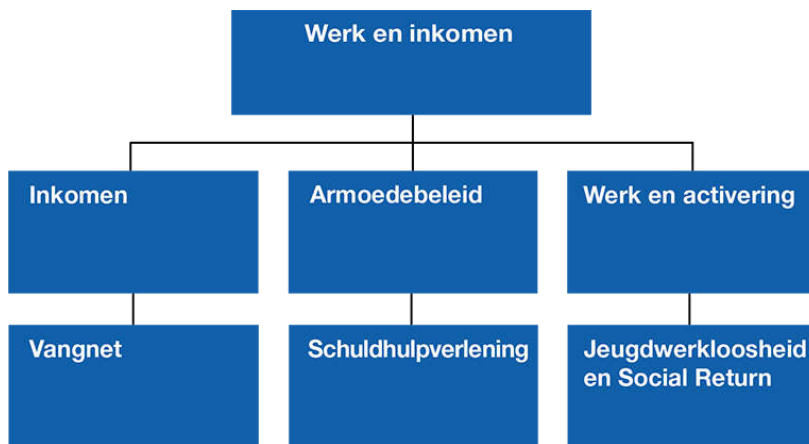 Werk en inkomen
Inkomen
Armoedebeleid
Werk en activering
Vangnet
Schuldhulpverlening
Jeugdwerkloosheid
en Social Return